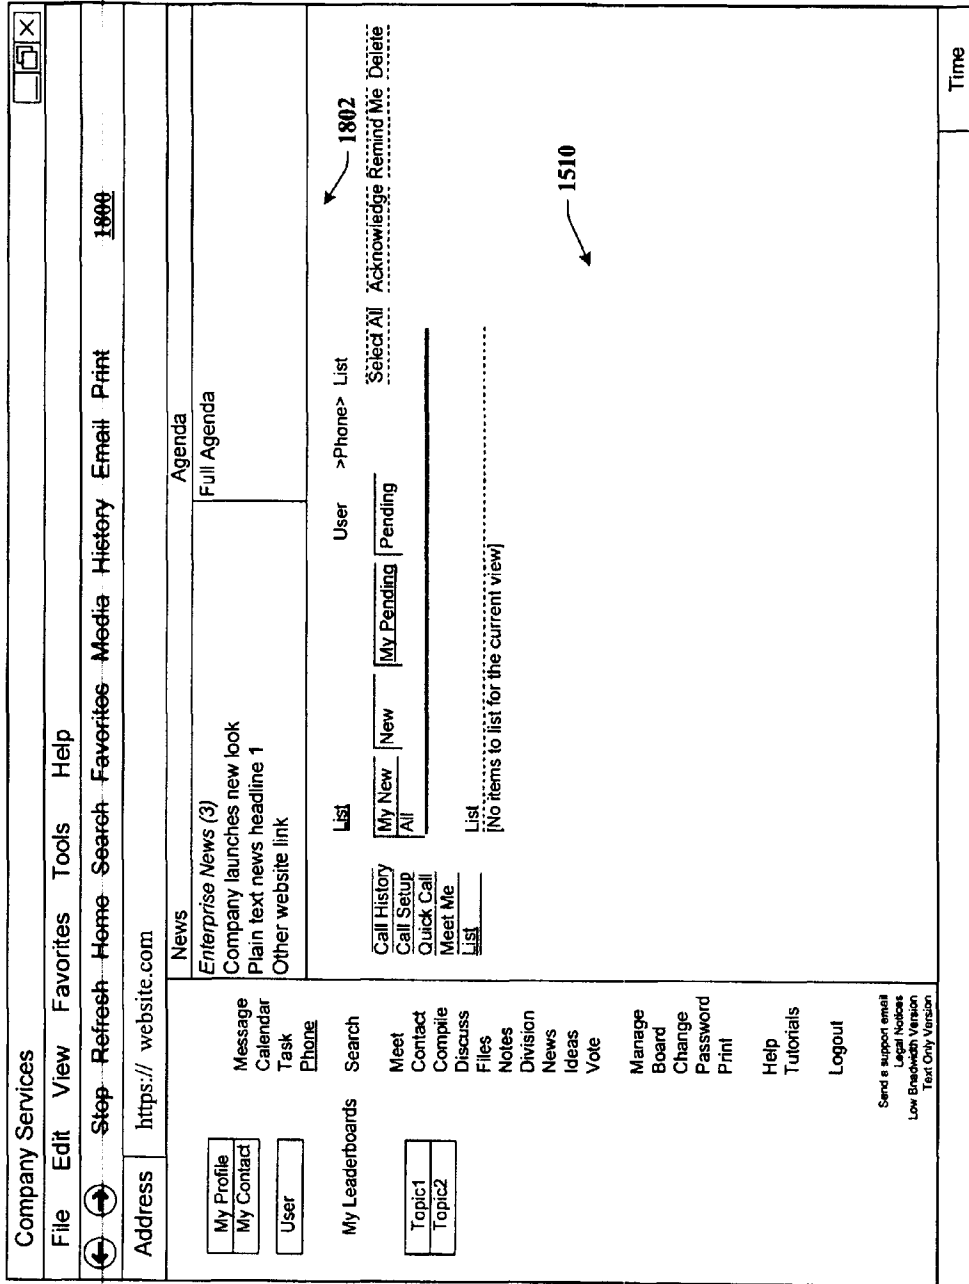 Company Services
File Edit View Favorites Tools Help
Stop Refresh Home Search Favorites Media History Email Print 1800
Address https:// website.com
My Profile
My Contact
User
My Leaderboards
Topic1
Topic2
Message
Calendar
Task
Phone
Search
Meet
Contact
Compile
Discuss
Files
Notes
Division
News
Ideas
Vote
Manage
Board
Change
Password
Print
Help
Tutorials
Logout
Send a support email
Legal Notices
Low Bnadwidth Version
Text Only Version
News Agenda
Enterprise News (3) Full Agenda
Company launches new look
Plain text news headline 1
Other website link
List User >Phone> List
1802
Call History
Call Setup
Quick Call
Meet Me
List
My New New My Pending Pending Select All Acknowledge Remind Me Delete
All
List
[No items to list for the current view]
1510
Time